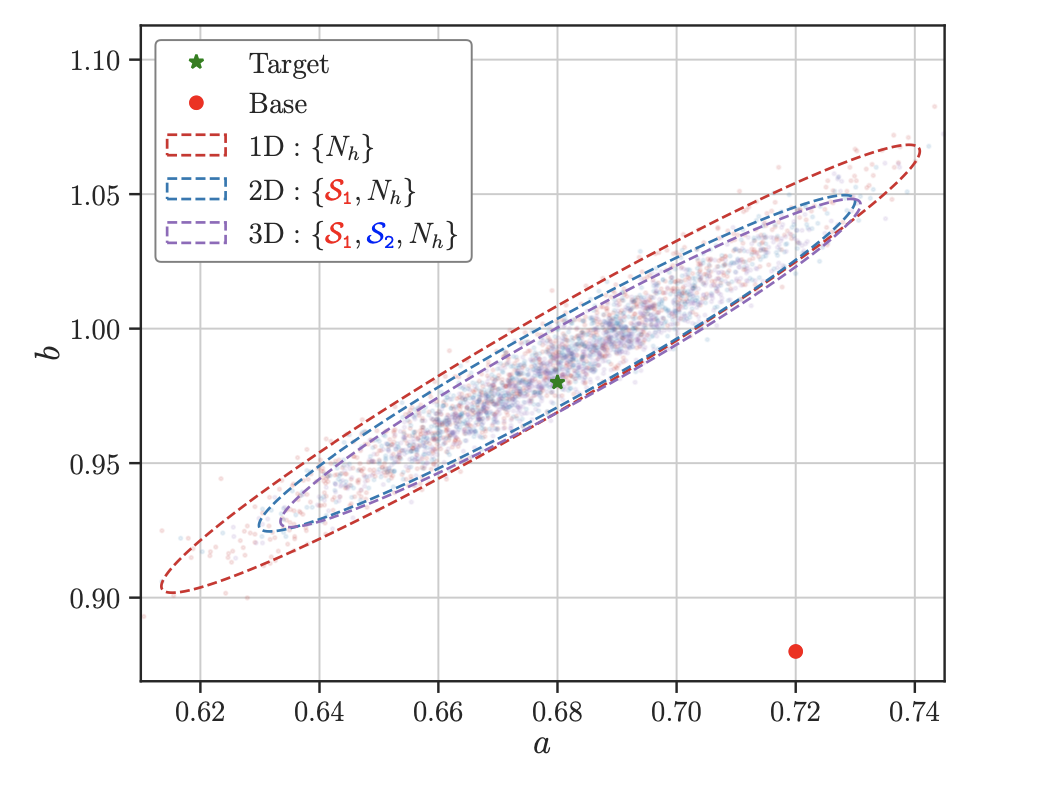 1.10
1.05
1.00
0.95
0.90
b
Target
Base
1D : {N_h}
2D : {𝒮_1, N_h}
3D : {𝒮_1, 𝒮_2, N_h}
0.62 0.64 0.66 0.68 0.70 0.72 0.74
a